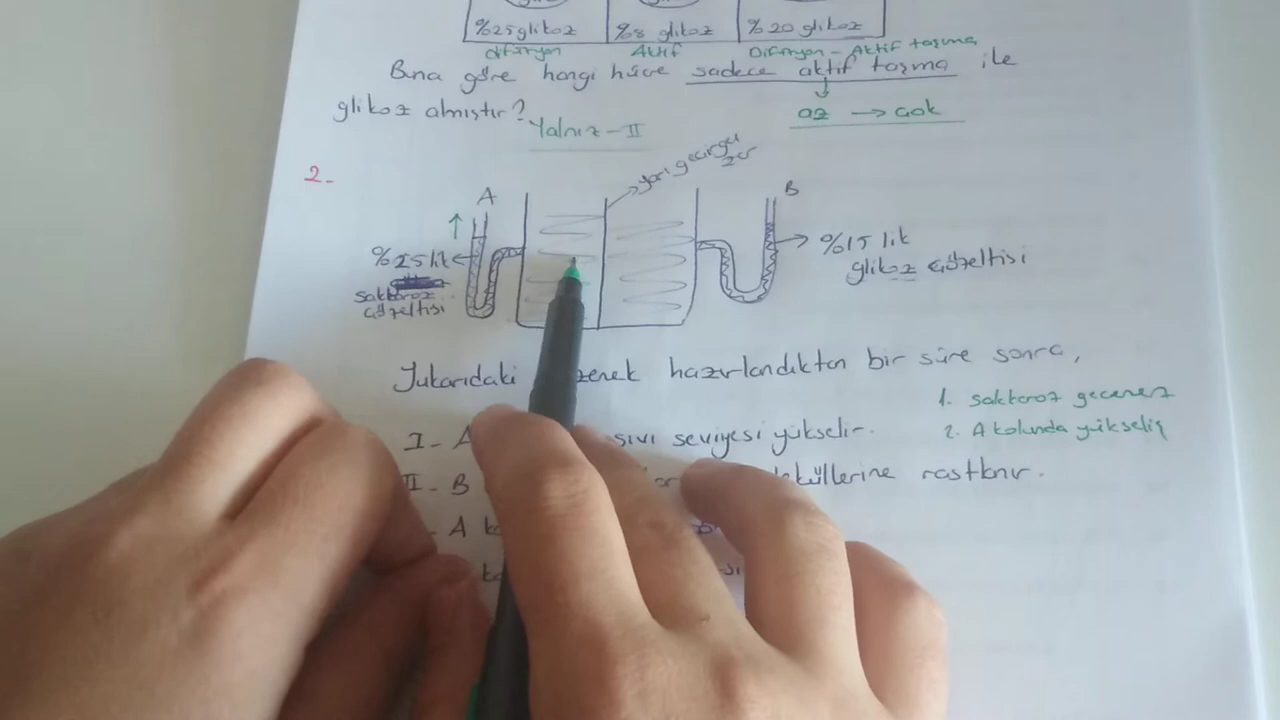 %25 glikoz
%8 glikoz
%20 glikoz
difüzyon
Aktif
Difüzyon - Aktif taşıma
Buna göre hangi hücre sadece aktif taşıma ile
glikoz almıştır?
az → çok
Yalnız - II
2-
yarı geçirgen
zar
A
B
%25 lik
sakkaroz
çözeltisi
%15 lik
glikoz çözeltisi
Yukarıdaki
hazırlandıktan bir süre sonra,
1. sakkaroz geçemez
I - A
sıvı seviyesi yükselir.
2. A kolunda yükseliş
II - B
moleküllerine rastlanır.
- A